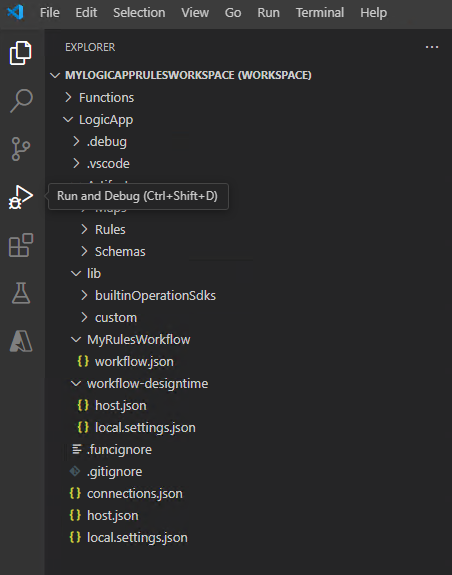 File Edit Selection View Go Run Terminal Help
EXPLORER
MYLOGICAPPRULESWORKSPACE (WORKSPACE)
Functions
LogicApp
.debug
.vscode
Run and Debug (Ctrl+Shift+D)
Maps
Rules
Schemas
lib
builtinOperationSdks
custom
MyRulesWorkflow
{} workflow.json
workflow-designtime
{} host.json
{} local.settings.json
.funcignore
.gitignore
{} connections.json
{} host.json
{} local.settings.json